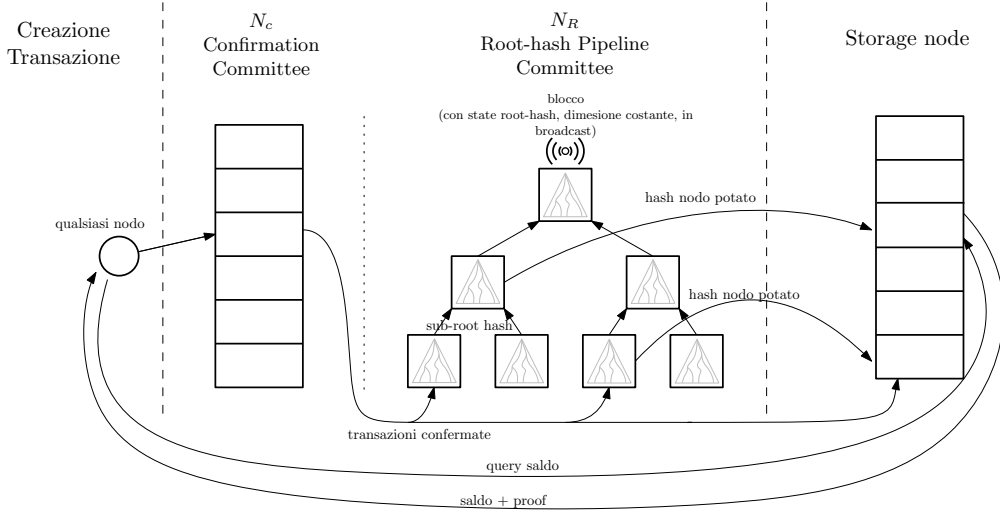 Creazione
Transazione
N_c
Confirmation
Committee
N_R
Root-hash Pipeline
Committee
Storage node
blocco
(con state root-hash, dimesione costante, in
broadcast)
qualsiasi nodo
hash nodo potato
hash nodo potato
sub-root hash
transazioni confermate
query saldo
saldo + proof